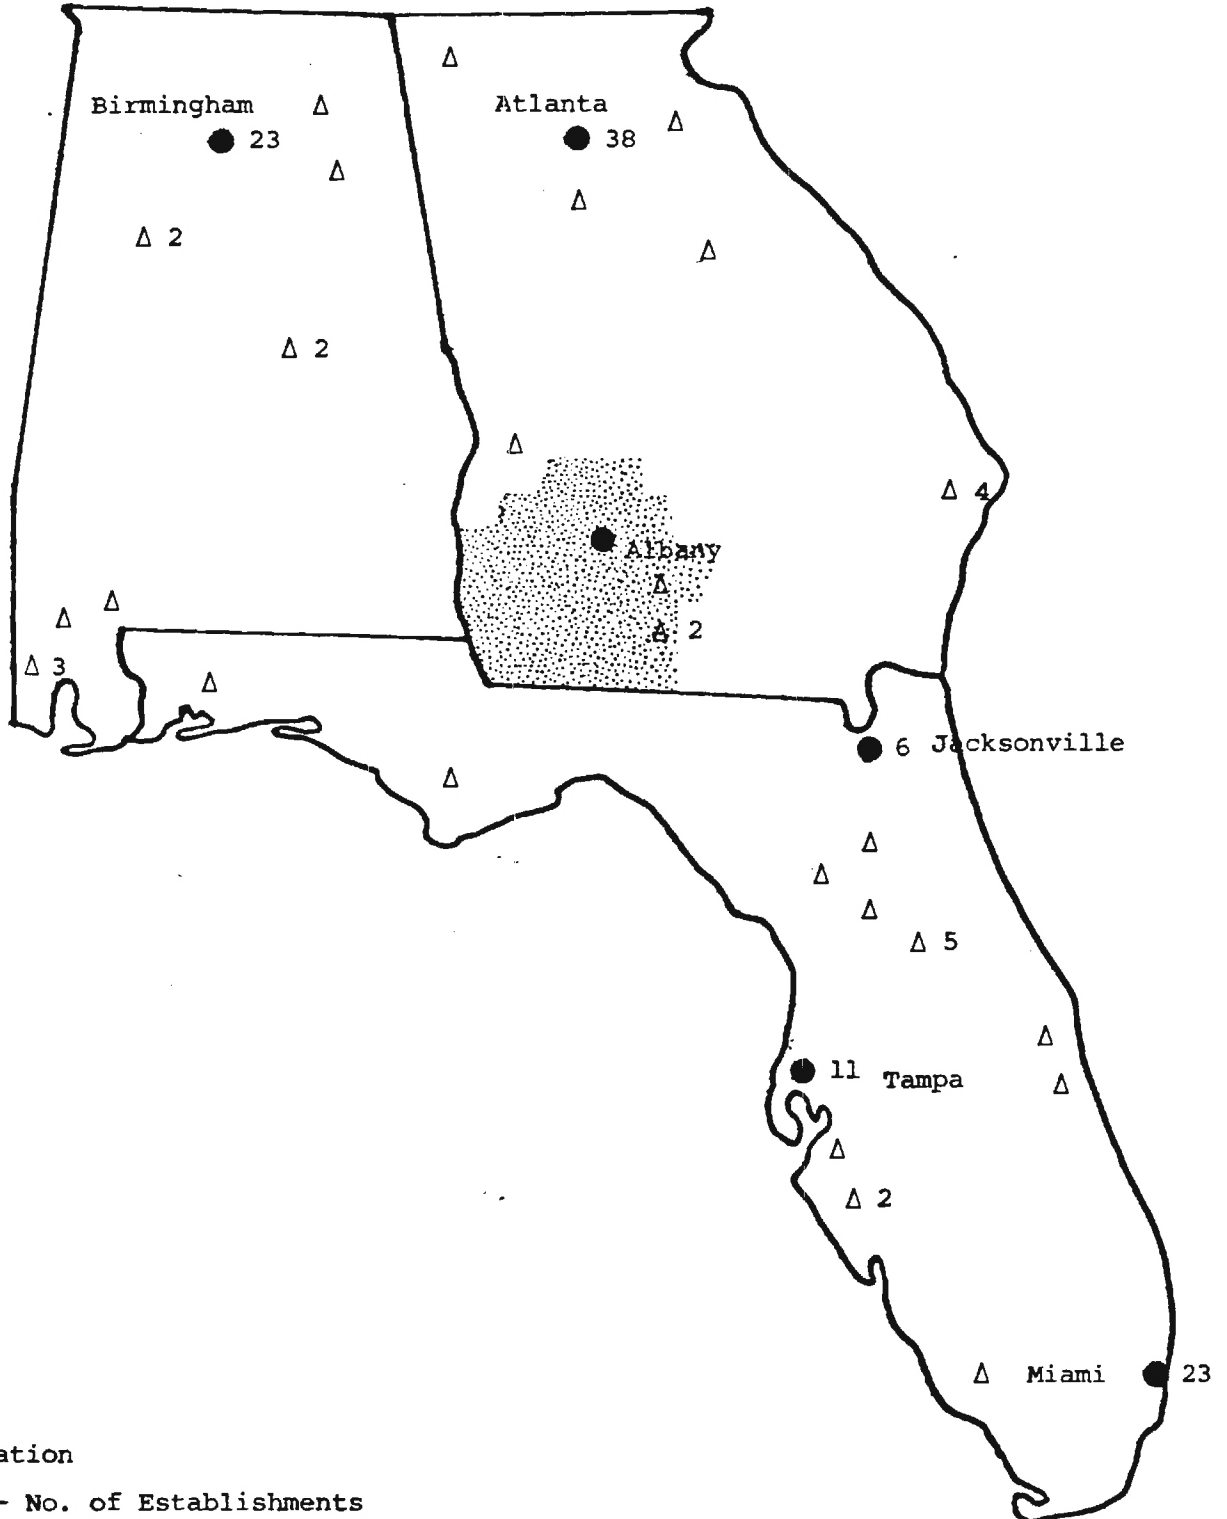 Birmingham
23
Atlanta
38
2
2
4
Albany
2
3
6 Jacksonville
5
11 Tampa
2
Miami 23
ation
- No. of Establishments